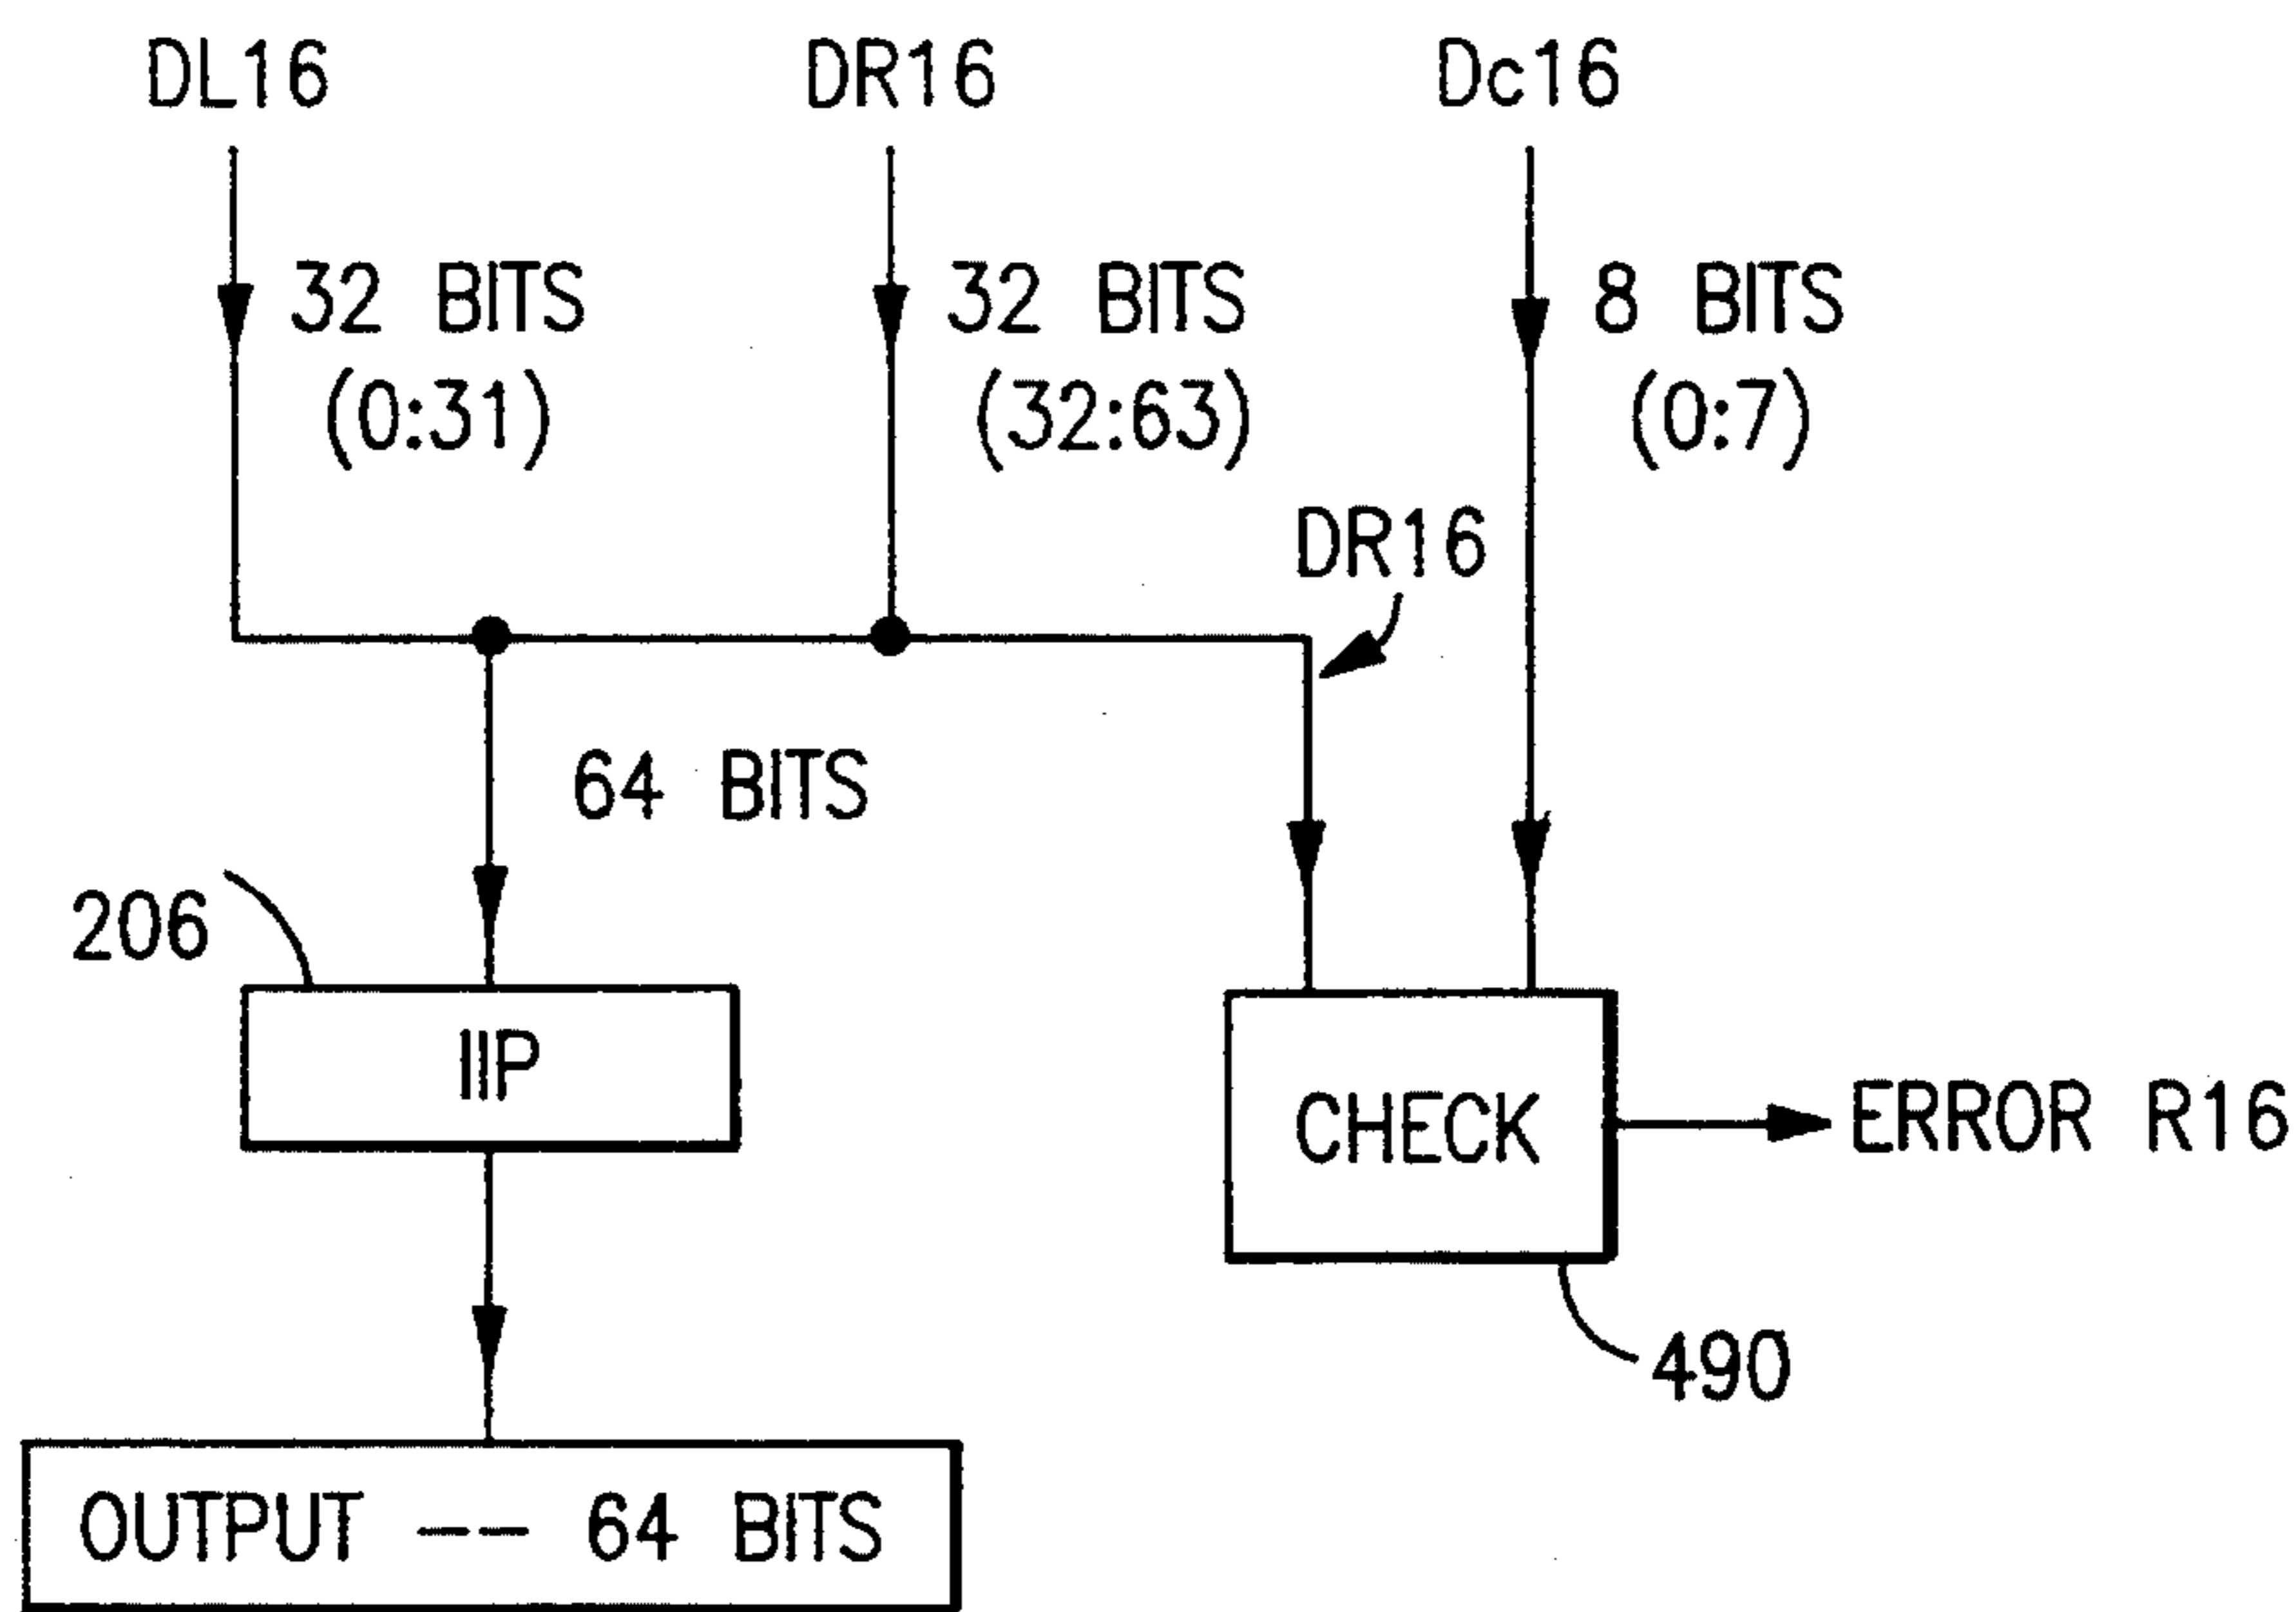 DL16 DR16 Dc16
32 BITS 32 BITS 8 BITS
(0:31) (32:63) (0:7)
DR16
64 BITS
206
IIP
CHECK
ERROR R16
490
OUTPUT -- 64 BITS